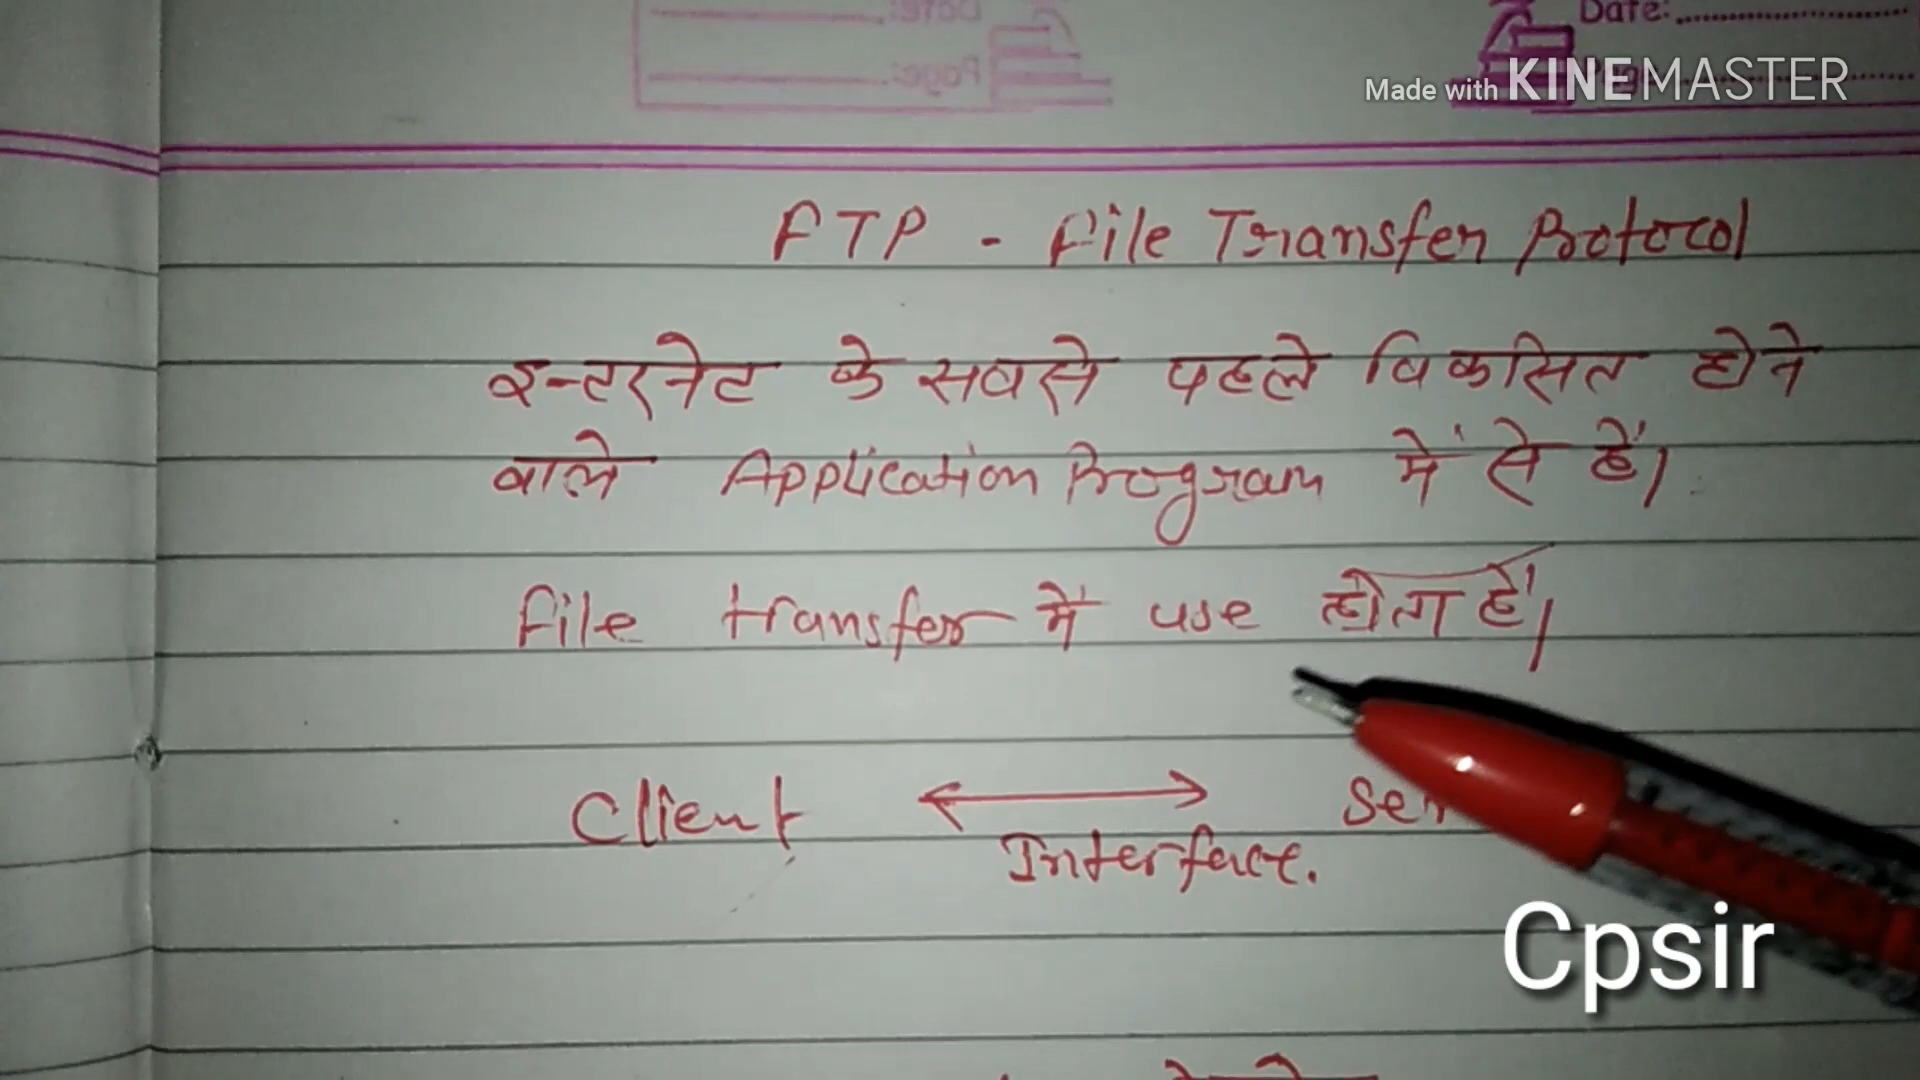 Date:
Made with KINEMASTER
FTP - File Transfer Protocol
इन्टरनेट के सबसे पहले विकसित होने
वाले Application Program में से हैं।
File transfer में use होता हैं।
Client ⟷ Ser
Interface.
Cpsir